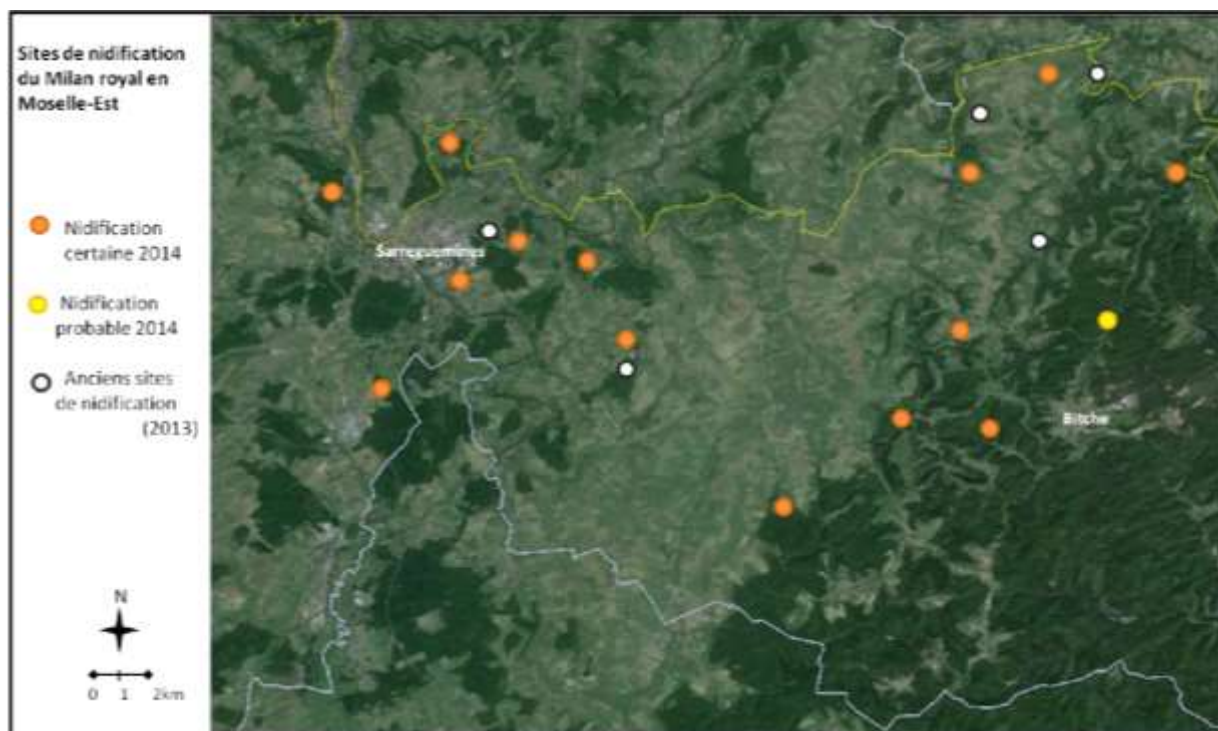 Sites de nidification
du Milan royal en
Moselle-Est
Nidification
certaine 2014
Nidification
probable 2014
Anciens sites
de nidification
(2013)
N
0 1 2km
Sarreguemines
Bitche